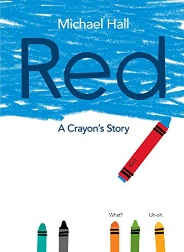 Michael Hall
Red
A Crayon's Story
What?
Uh-oh.